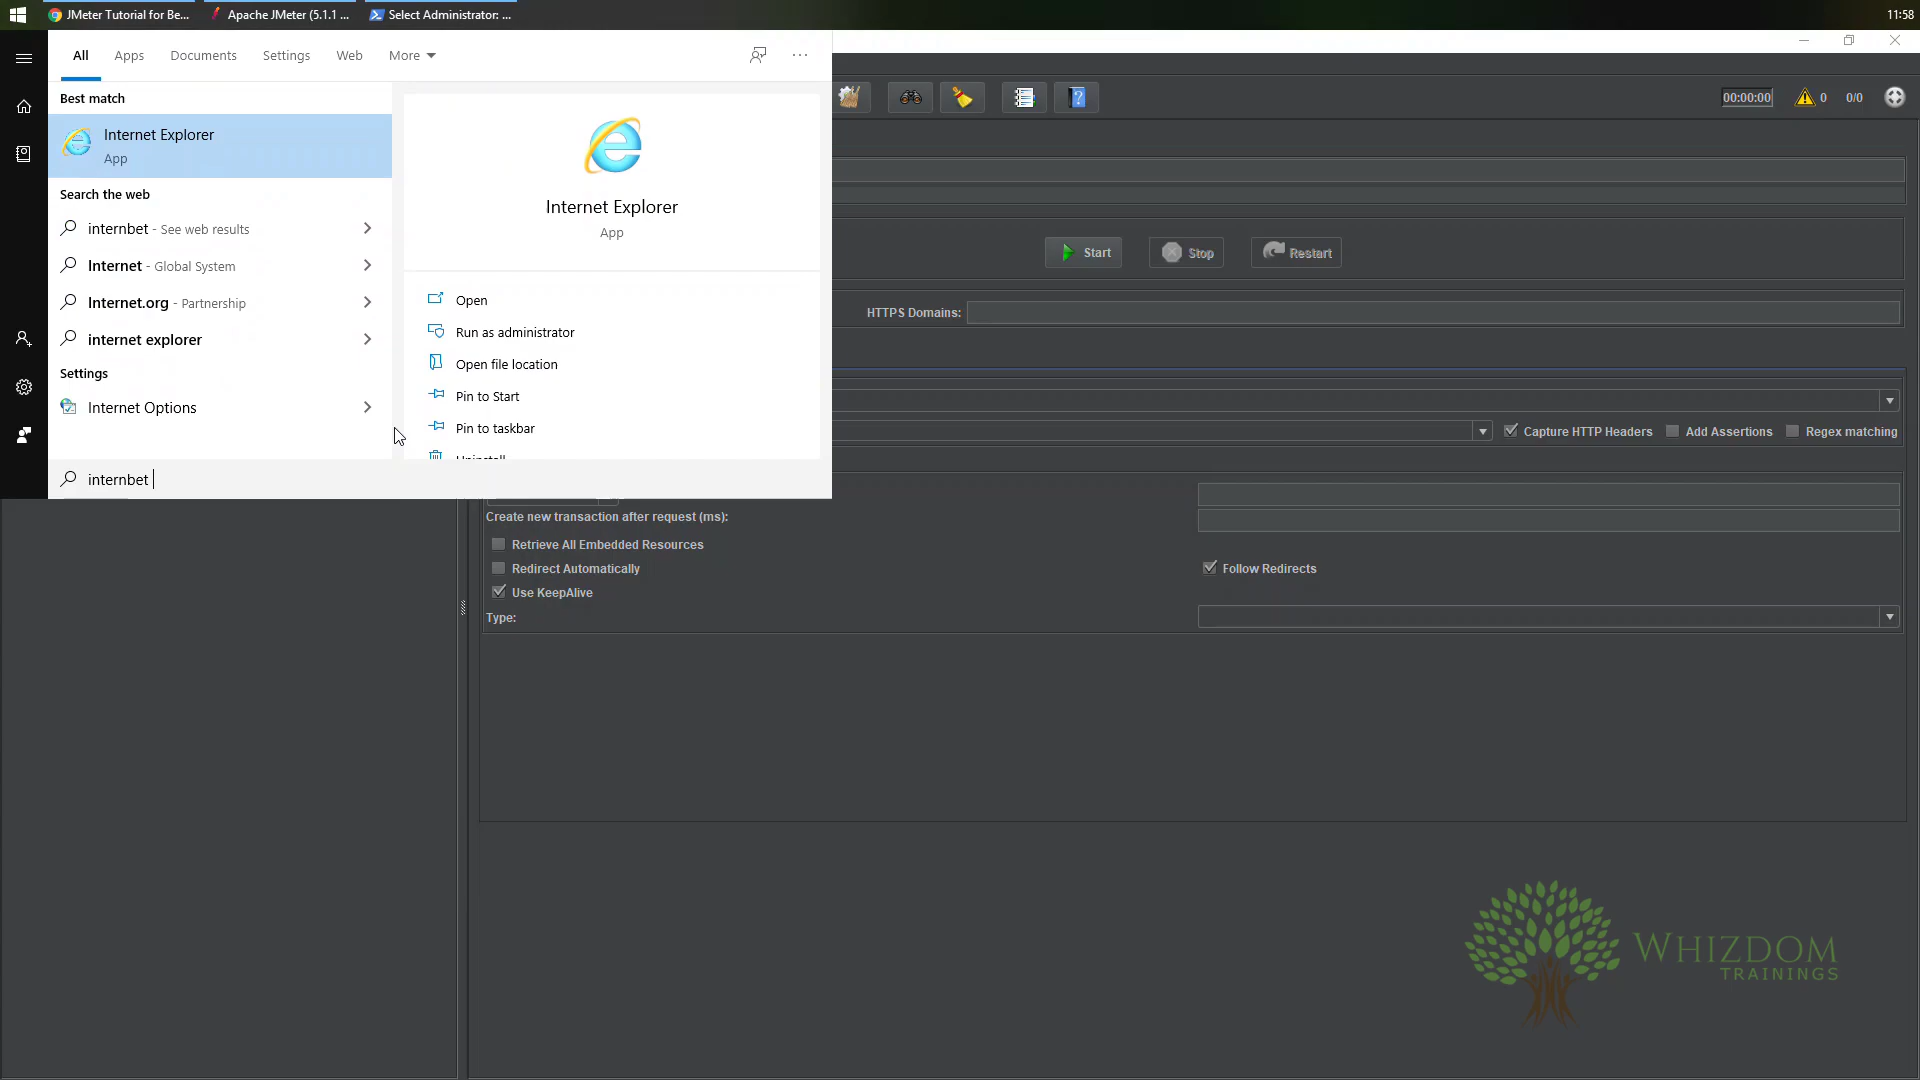 JMeter Tutorial for Be...
Apache JMeter (5.1.1 ...
Select Administrator: ...
11:58
All
Apps
Documents
Settings
Web
More
Best match
Internet Explorer
App
Search the web
internbet - See web results
Internet - Global System
Internet.org - Partnership
internet explorer
Settings
Internet Options
internbet
Internet Explorer
App
Open
Run as administrator
Open file location
Pin to Start
Pin to taskbar
Uninstall
00:00:00
0
0/0
Start
Stop
Restart
HTTPS Domains:
Capture HTTP Headers
Add Assertions
Regex matching
Create new transaction after request (ms):
Retrieve All Embedded Resources
Redirect Automatically
Follow Redirects
Use KeepAlive
Type:
WHIZDOM
TRAININGS